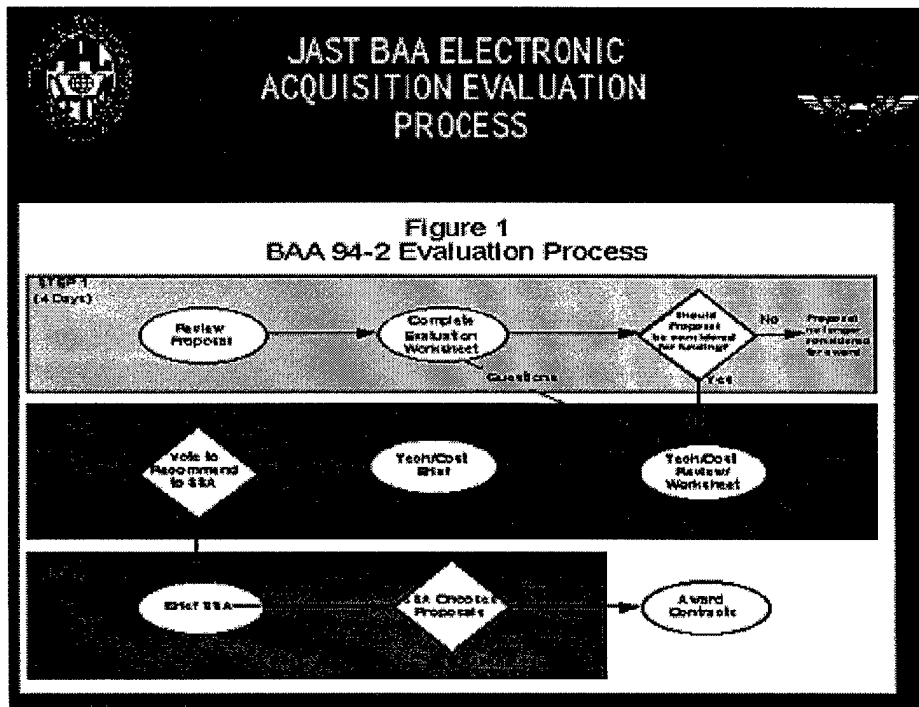 JAST BAA ELECTRONIC
ACQUISITION EVALUATION
PROCESS
Figure 1
BAA 94-2 Evaluation Process
STEP 1
(4 Days)
Review
Proposal
Complete
Evaluation
Worksheet
Should
Proposal
be considered
for funding?
No
Proposal
no longer
considered
for award
Questions
Yes
Vote to
Recommend
to SSA
Tech/Cost
Brief
Tech/Cost
Review/
Worksheet
Brief SSA
SSA Chooses
Proposals
Award
Contracts